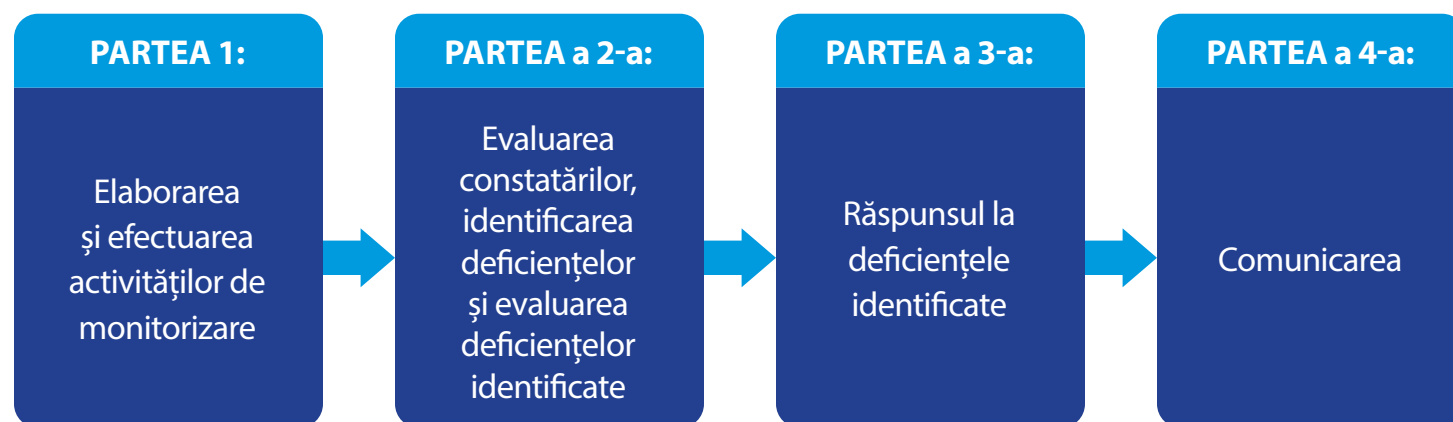 PARTEA 1:
Elaborarea
și efectuarea
activităților de
monitorizare
PARTEA a 2-a:
Evaluarea
constatărilor,
identificarea
deficiențelor
și evaluarea
deficiențelor
identificate
PARTEA a 3-a:
Răspunsul la
deficiențele
identificate
PARTEA a 4-a:
Comunicarea